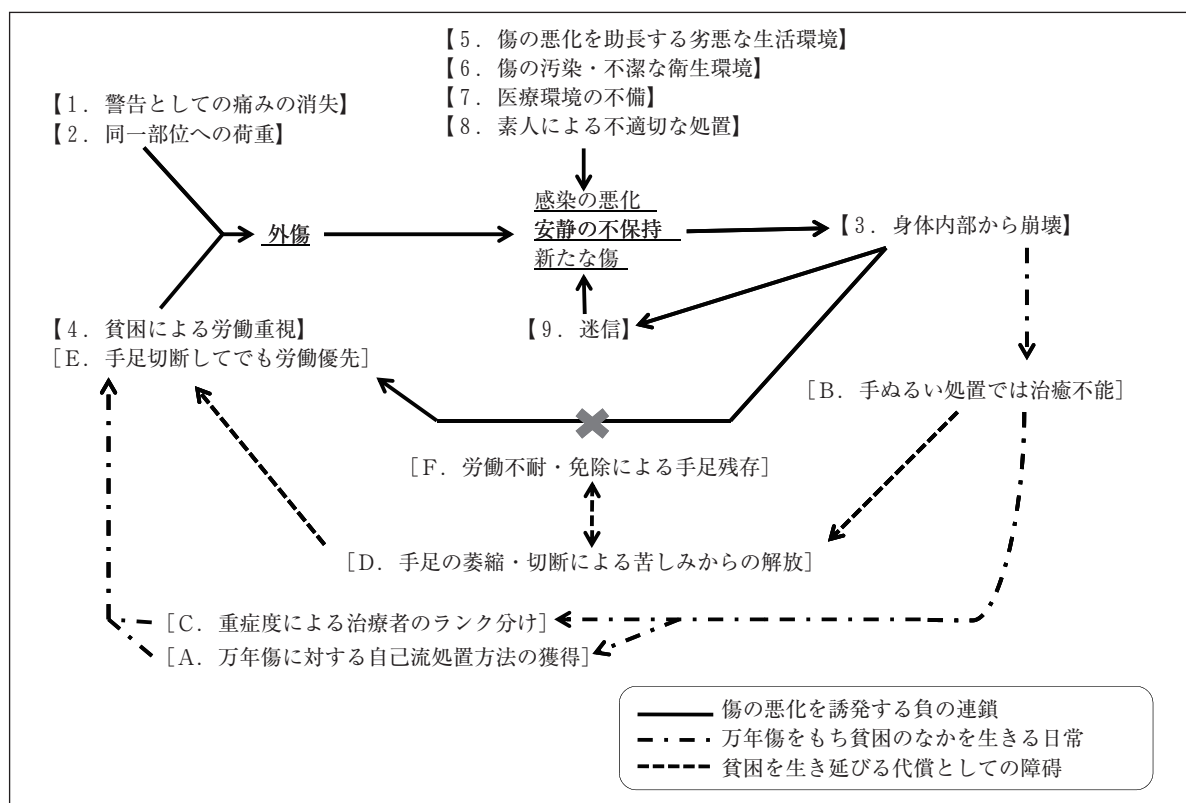 【5．傷の悪化を助長する劣悪な生活環境】
【6．傷の汚染・不潔な衛生環境】
【7．医療環境の不備】
【8．素人による不適切な処置】
【1．警告としての痛みの消失】
【2．同一部位への荷重】
外傷
感染の悪化
安静の不保持
新たな傷
【3．身体内部から崩壊】
【4．貧困による労働重視】
［E．手足切断してでも労働優先］
【9．迷信】
［B．手ぬるい処置では治癒不能］
［F．労働不耐・免除による手足残存］
［D．手足の萎縮・切断による苦しみからの解放］
［C．重症度による治療者のランク分け］
［A．万年傷に対する自己流処置方法の獲得］
傷の悪化を誘発する負の連鎖
万年傷をもち貧困のなかを生きる日常
貧困を生き延びる代償としての障碍